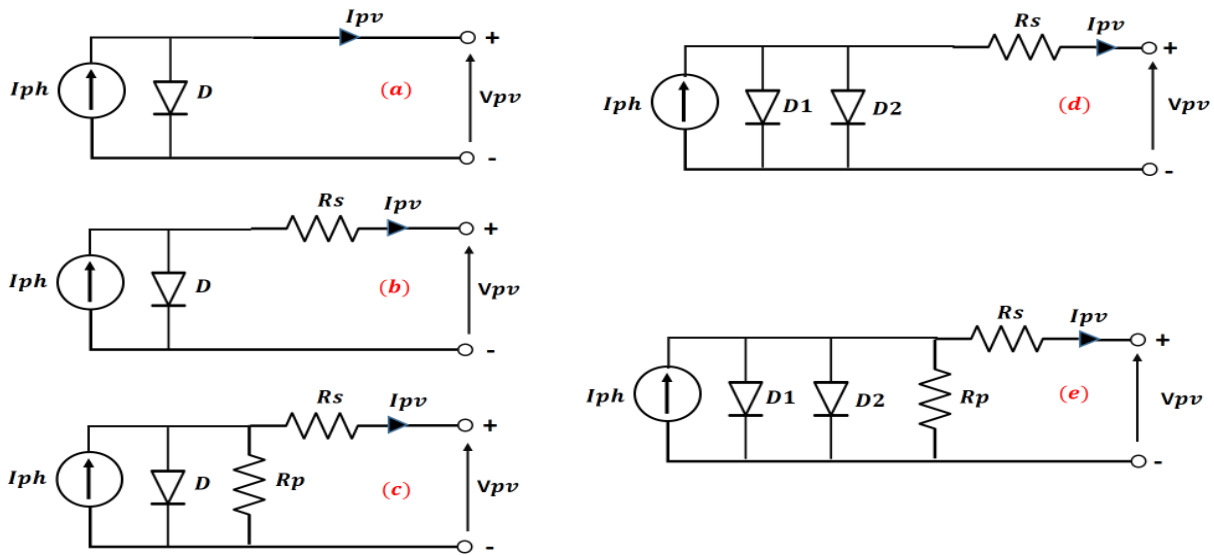 Ipv
+
Iph
D
(a)
Vpv
-
Rs
Ipv
+
Iph
D
(b)
Vpv
-
Rs
Ipv
+
Iph
D
Rp
(c)
Vpv
-
Rs
Ipv
+
Iph
D1
D2
(d)
Vpv
-
Rs
Ipv
+
Iph
D1
D2
Rp
(e)
Vpv
-